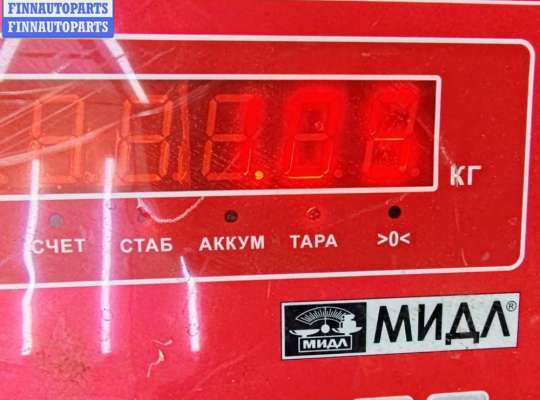 FINNAUTOPARTS
FINNAUTOPARTS
КГ
СЧЕТ СТАБ АККУМ ТАРА >0<
МИДЛ МИДЛ®